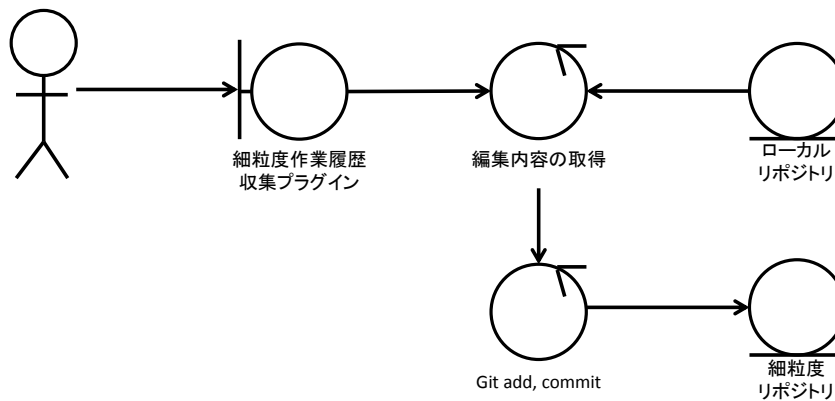 細粒度作業履歴
収集プラグイン
編集内容の取得
ローカル
リポジトリ
Git add, commit
細粒度
リポジトリ